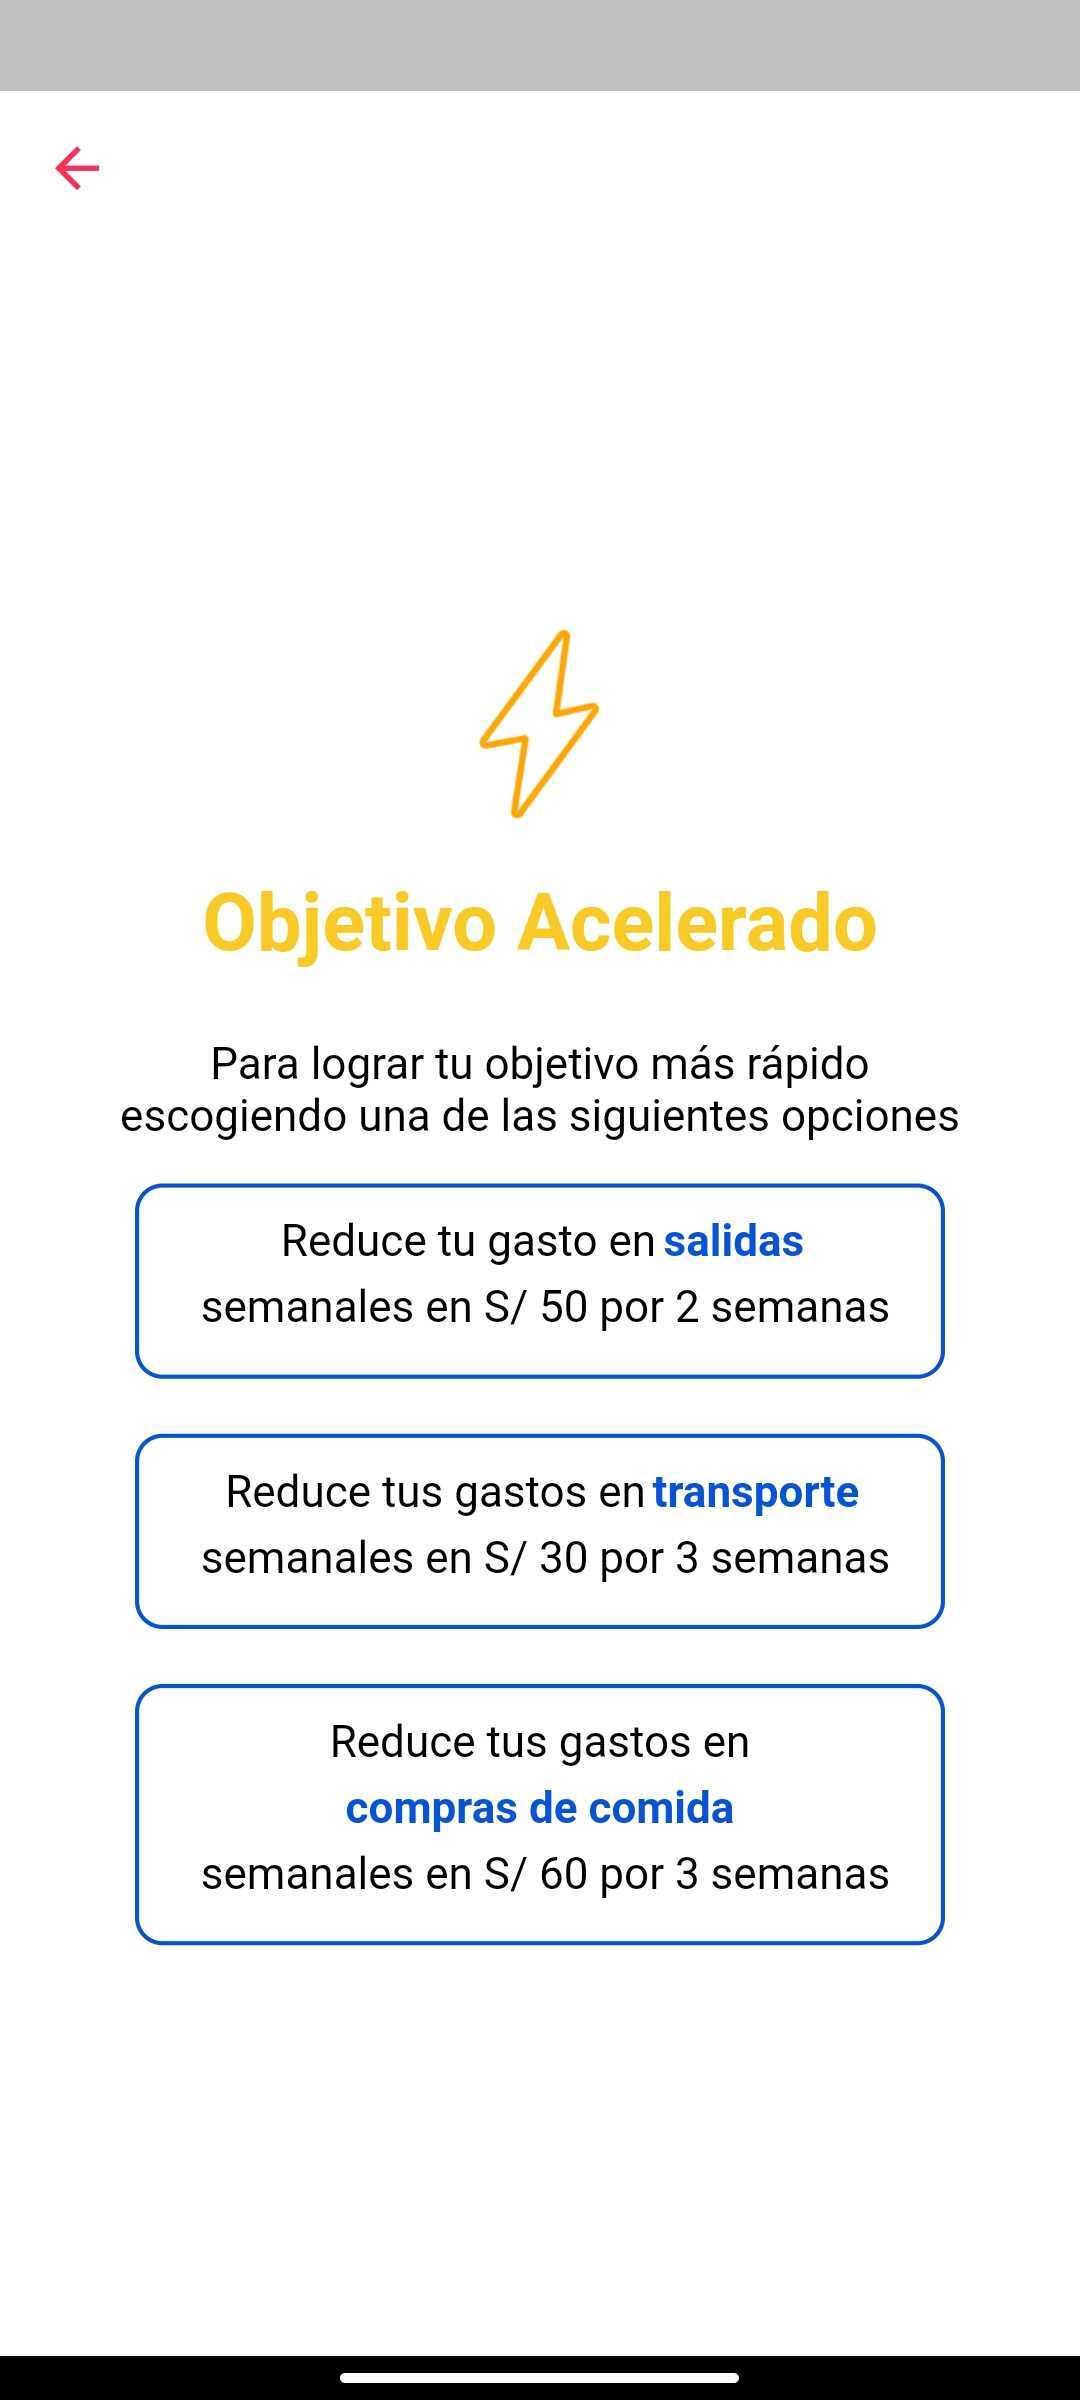 Objetivo Acelerado
Para lograr tu objetivo más rápido
escogiendo una de las siguientes opciones
Reduce tu gasto en salidas
semanales en S/ 50 por 2 semanas
Reduce tus gastos en transporte
semanales en S/ 30 por 3 semanas
Reduce tus gastos en
compras de comida
semanales en S/ 60 por 3 semanas